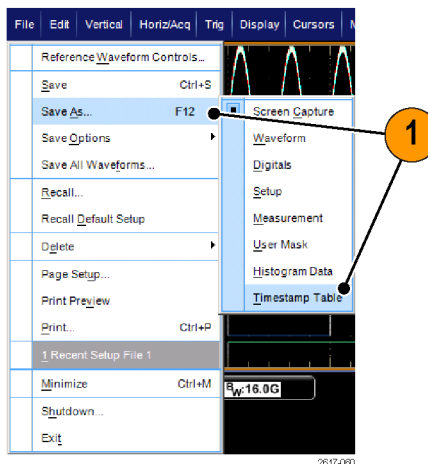 File Edit Vertical Horiz/Acq Trig Display Cursors
Reference Waveform Controls...
Save Ctrl+S
Save As... F12
Save Options
Save All Waveforms...
Recall...
Recall Default Setup
Delete
Page Setup...
Print Preview
Print... Ctrl+P
1 Recent Setup File 1
Minimize Ctrl+M
Shutdown...
Exit
Screen Capture
Waveform
Digitals
Setup
Measurement
User Mask
Histogram Data
Timestamp Table
1
BW:16.0G
2617-060